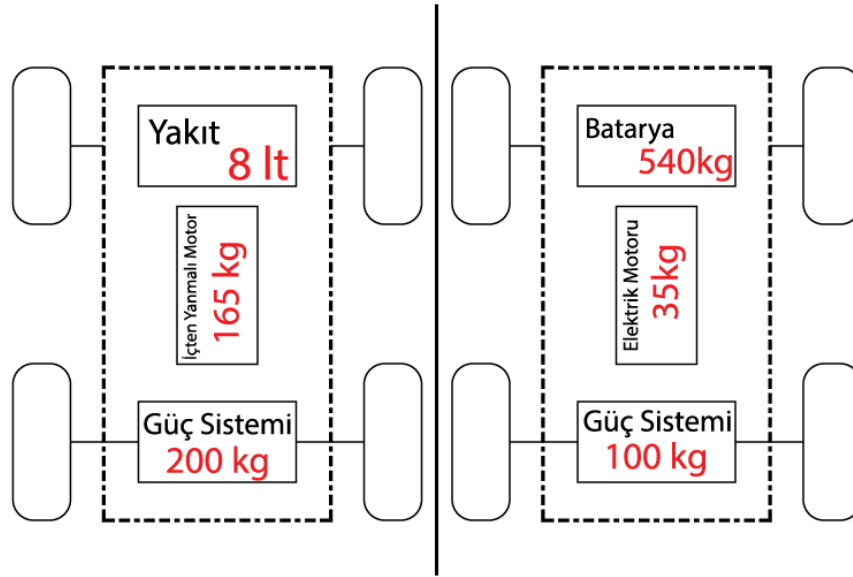 Yakıt
8 lt
İçten Yanmalı Motor
165 kg
Güç Sistemi
200 kg
Batarya
540kg
Elektrik Motoru
35kg
Güç Sistemi
100 kg